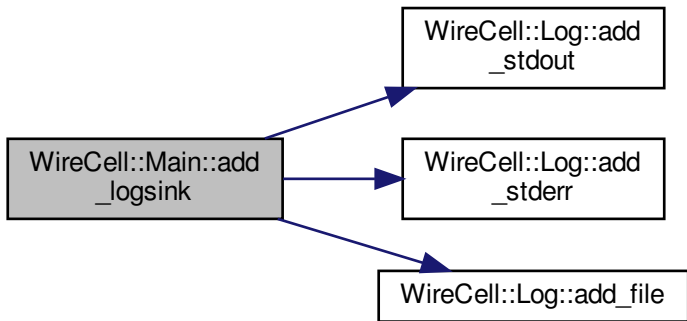 WireCell::Main::add
_logsink
WireCell::Log::add
_stdout
WireCell::Log::add
_stderr
WireCell::Log::add_file